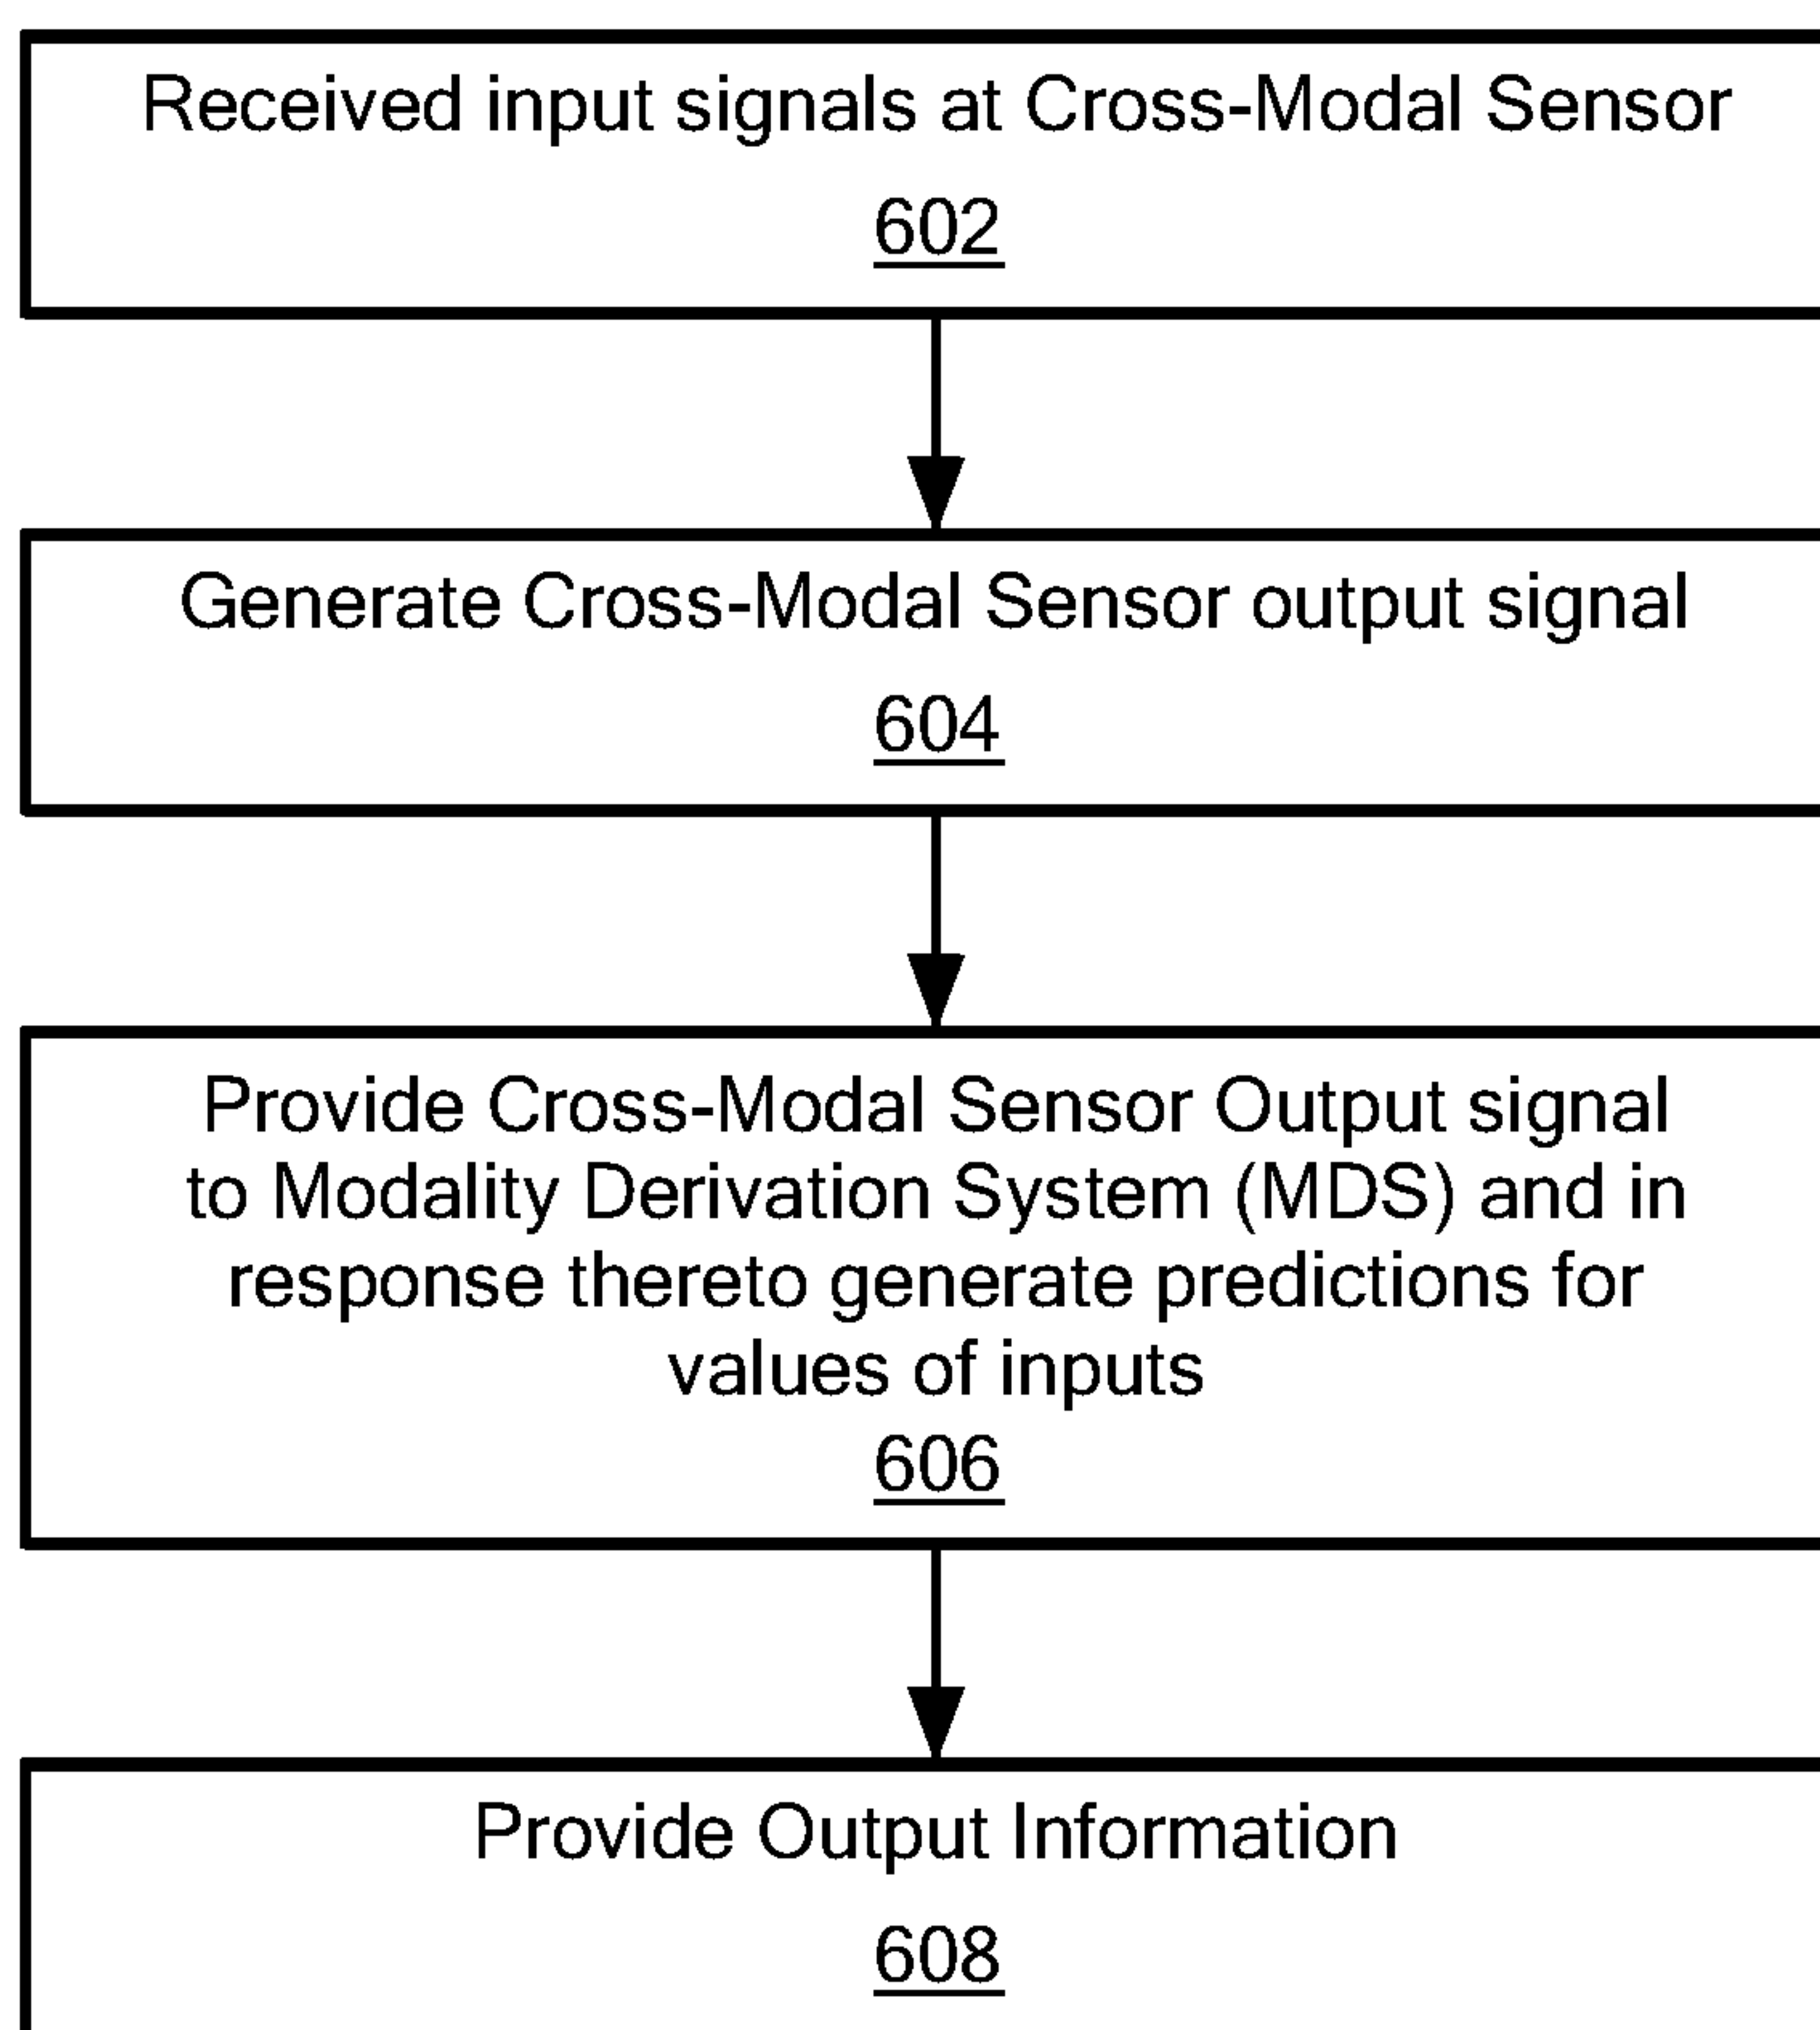 Received input signals at Cross-Modal Sensor
602
Generate Cross-Modal Sensor output signal
604
Provide Cross-Modal Sensor Output signal
to Modality Derivation System (MDS) and in
response thereto generate predictions for
values of inputs
606
Provide Output Information
608